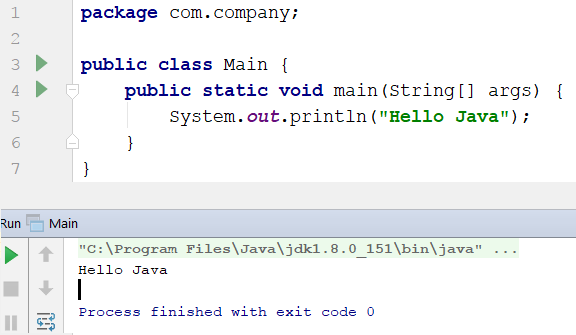 1 package com.company;
2
3 public class Main {
4 public static void main(String[] args) {
5 System.out.println("Hello Java");
6 }
7 }
Run Main
"C:\Program Files\Java\jdk1.8.0_151\bin\java" ...
Hello Java
Process finished with exit code 0